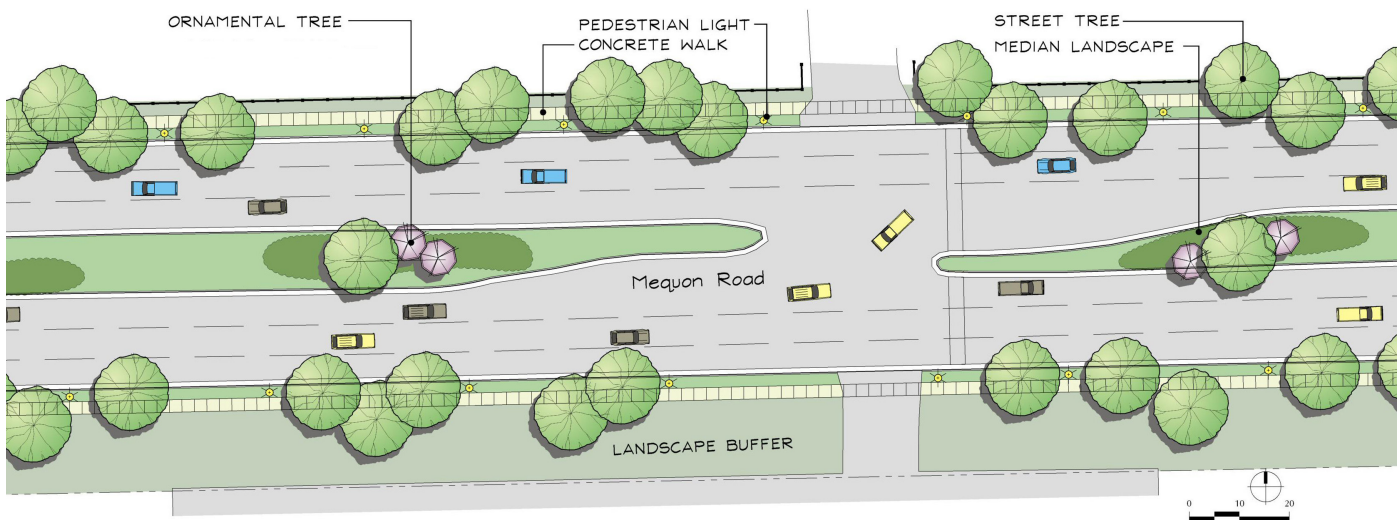 ORNAMENTAL TREE
PEDESTRIAN LIGHT
CONCRETE WALK
STREET TREE
MEDIAN LANDSCAPE
Mequon Road
LANDSCAPE BUFFER
0 10 20